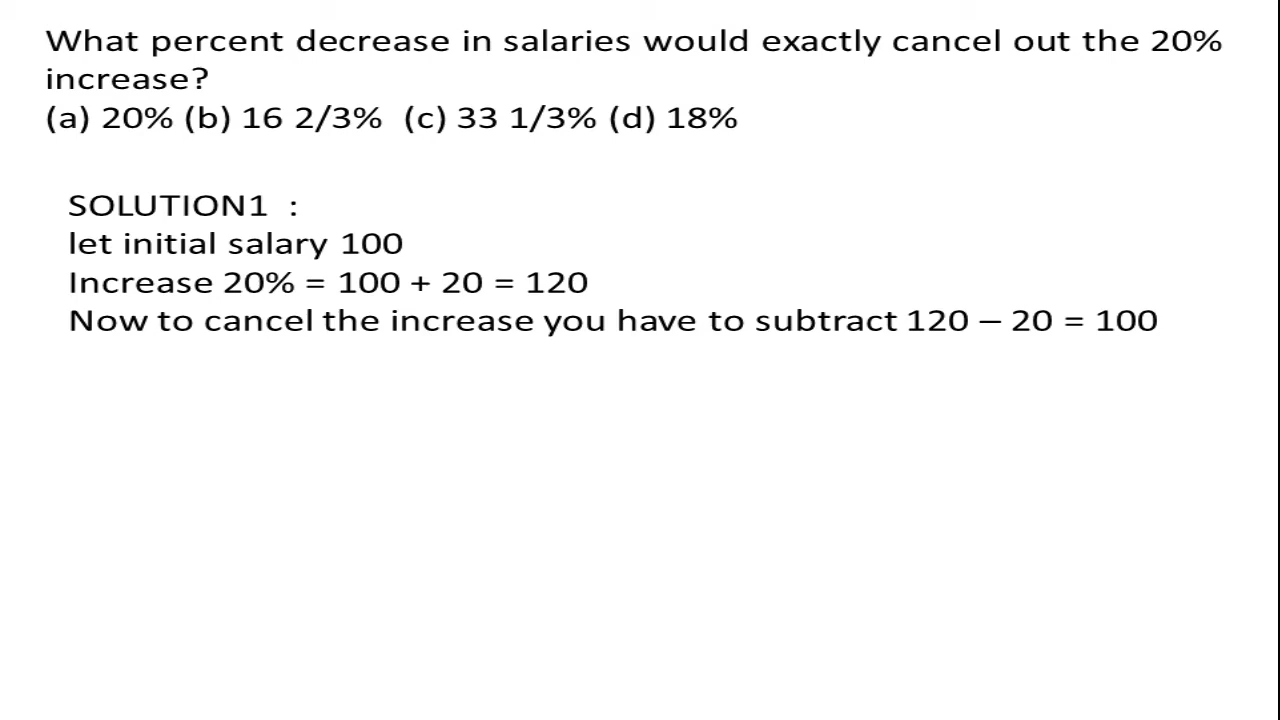 What percent decrease in salaries would exactly cancel out the 20%
increase?
(a) 20% (b) 16 2/3% (c) 33 1/3% (d) 18%
SOLUTION1 :
let initial salary 100
Increase 20% = 100 + 20 = 120
Now to cancel the increase you have to subtract 120 – 20 = 100